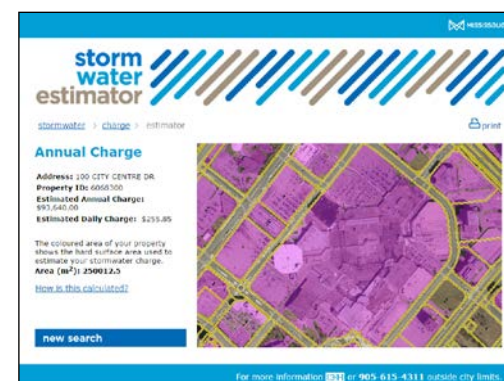 MISSISSAUGA
storm
water
estimator
stormwater > charge > estimator
print
Annual Charge
Address: 100 CITY CENTRE DR
Property ID: 6068300
Estimated Annual Charge:
$93,640.00
Estimated Daily Charge: $255.85
The coloured area of your property
shows the hard surface area used to
estimate your stormwater charge.
Area (m²): 250012.5
How is this calculated?
new search
For more information 311 or 905-615-4311 outside city limits.